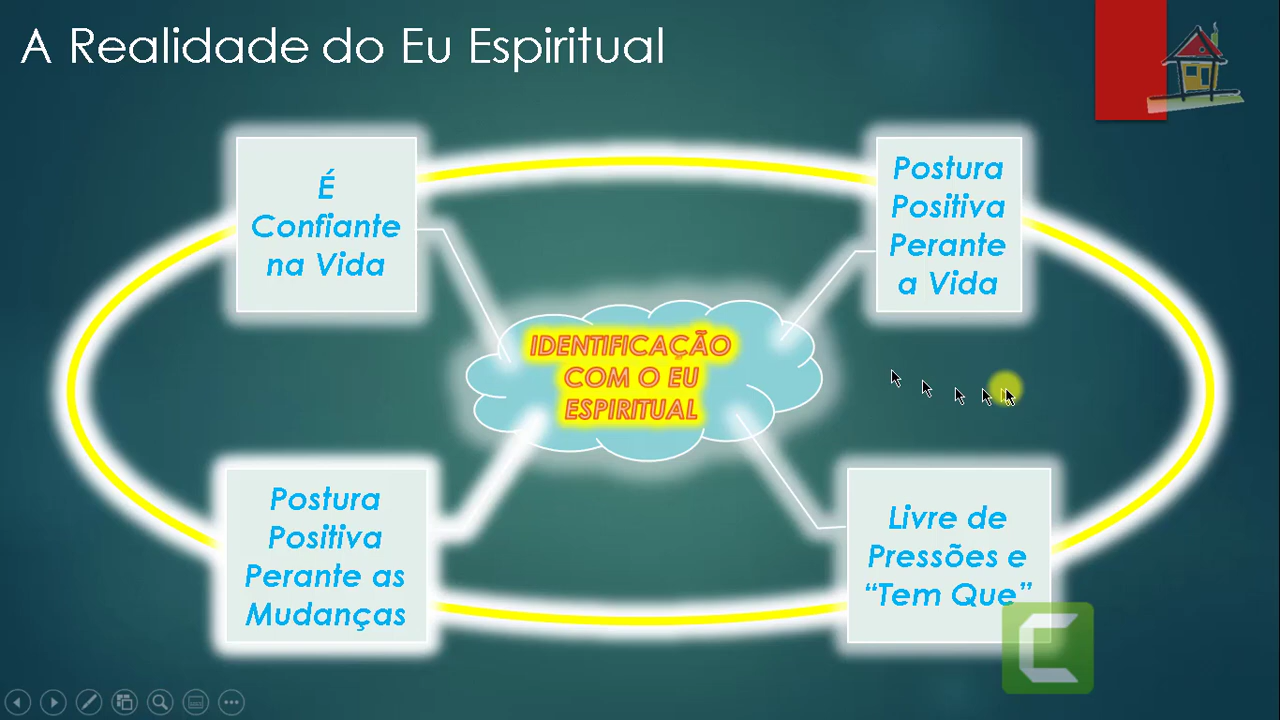 A Realidade do Eu Espiritual
É
Confiante
na Vida
Postura
Positiva
Perante
a Vida
IDENTIFICAÇÃO
COM O EU
ESPIRITUAL
Postura
Positiva
Perante as
Mudanças
Livre de
Pressões e
“Tem Que”